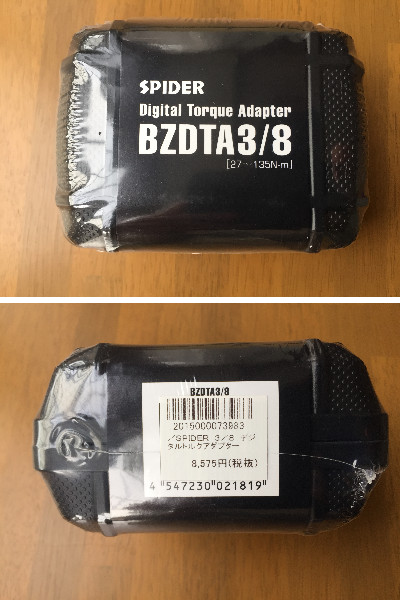 SPIDER
Digital Torque Adapter
BZDTA3/8
[27~135N·m]
BZDTA3/8
2015000073983
/SPIDER 3/8 デジ
タルトルクアダプター
8,575円(税抜)
4"547230"021819"